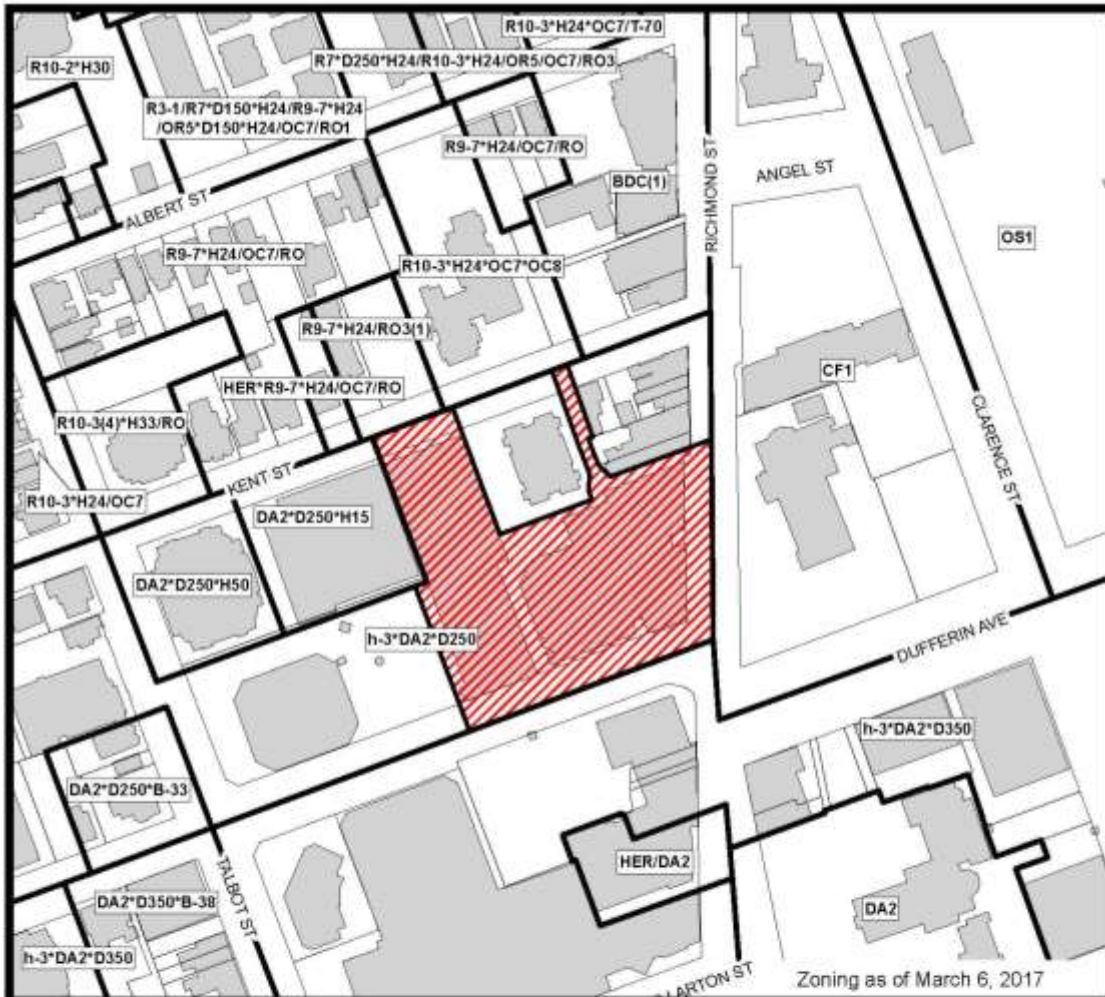 R10-3*H24*OC7/T-70
R10-2*H30
R7*D250*H24/R10-3*H24/OR5/OC7/RO3
R3-1/R7*D150*H24/R9-7*H24
/OR5*D150*H24/OC7/RO1
R9-7*H24/OC7/RO
ANGEL ST
BDC(1)
RICHMOND ST
ALBERT ST
OS1
R9-7*H24/OC7/RO
R10-3*H24*OC7*OC8
R9-7*H24/RO3(1)
CF1
HER*R9-7*H24/OC7/RO
CLARENCE ST
R10-3(4)*H33/RO
KENT ST
R10-3*H24/OC7
DA2*D250*H15
DA2*D250*H50
h-3*DA2*D250
DUFFERIN AVE
h-3*DA2*D350
DA2*D250*B-33
HER/DA2
DA2*D350*B-38
TALBOT ST
DA2
h-3*DA2*D350
LARTON ST
Zoning as of March 6, 2017